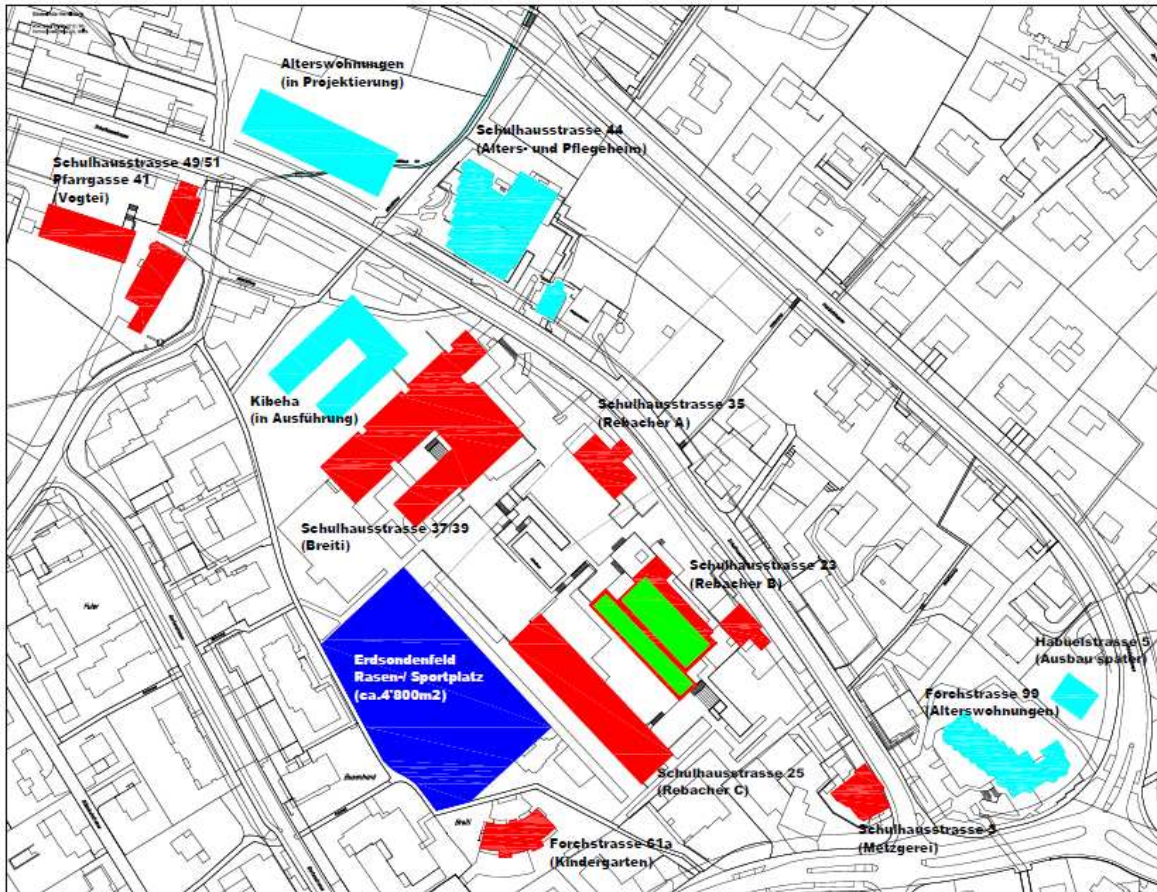 Alterswohnungen
(in Projektierung)
Schulhausstrasse 44
(Alters- und Pflegeheim)
Schulhausstrasse 49/51
Pfarrgasse 41
(Vogtei)
Kibeha
(in Ausführung)
Schulhausstrasse 35
(Rebacher A)
Schulhausstrasse 37/39
(Breiti)
Schulhausstrasse 23
(Rebacher B)
Erdsondenfeld
Rasen-/ Sportplatz
(ca.4'800m2)
Habüelstrasse 5
(Ausbau später)
Forchstrasse 99
(Alterswohnungen)
Schulhausstrasse 25
(Rebacher C)
Schulhausstrasse 3
(Metzgerei)
Breiti
Forchstrasse 61a
(Kindergarten)